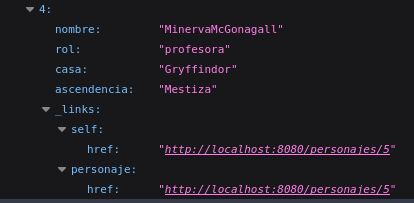 4:
nombre: "MinervaMcGonagall"
rol: "profesora"
casa: "Gryffindor"
ascendencia: "Mestiza"
_links:
self:
href: "http://localhost:8080/personajes/5"
personaje:
href: "http://localhost:8080/personajes/5"